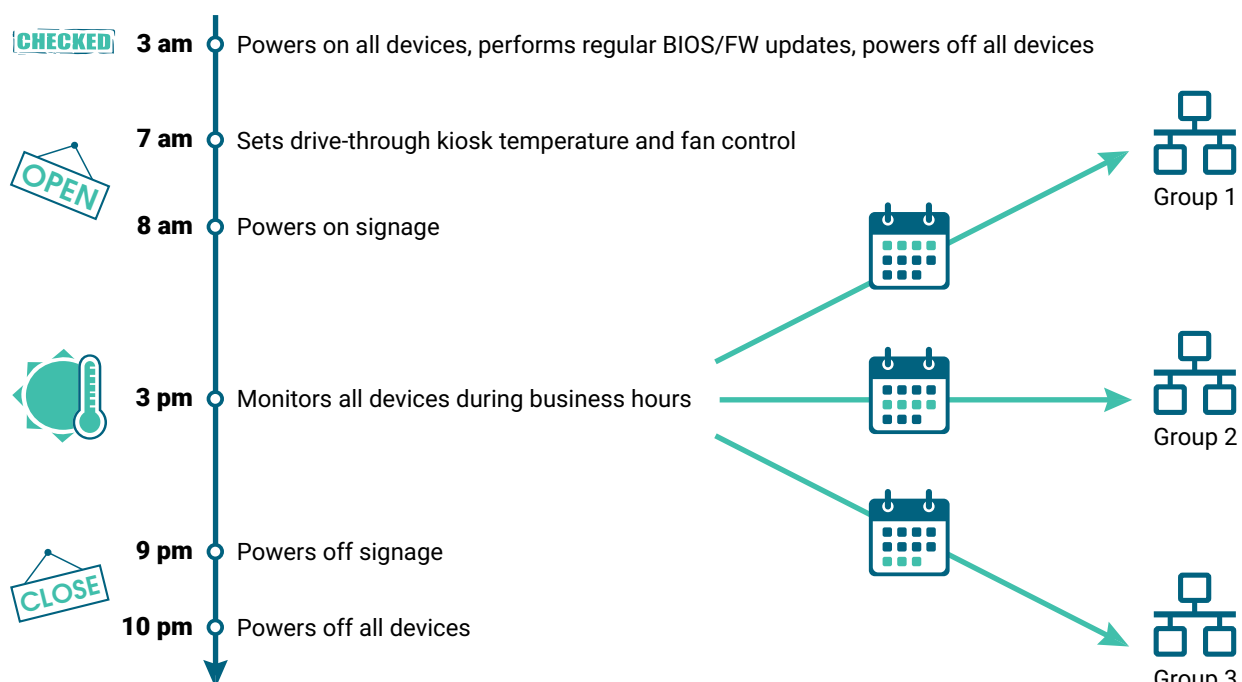 CHECKED
3 am
Powers on all devices, performs regular BIOS/FW updates, powers off all devices
7 am
Sets drive-through kiosk temperature and fan control
OPEN
8 am
Powers on signage
Group 1
3 pm
Monitors all devices during business hours
Group 2
9 pm
Powers off signage
CLOSE
10 pm
Powers off all devices
Group 3